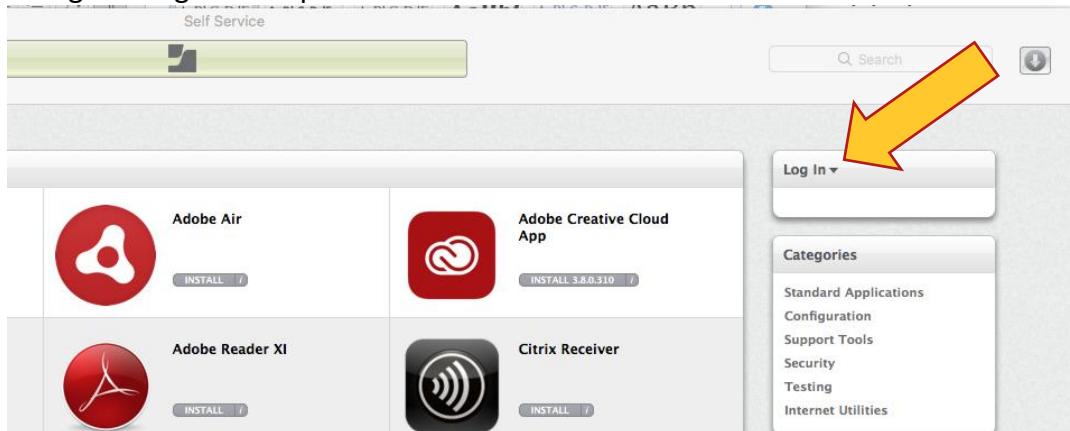 Self Service
Search
Log In
Adobe Air
INSTALL i
Adobe Creative Cloud
App
INSTALL 3.8.0.310 i
Categories
Standard Applications
Configuration
Support Tools
Security
Testing
Internet Utilities
Adobe Reader XI
INSTALL i
Citrix Receiver
INSTALL i